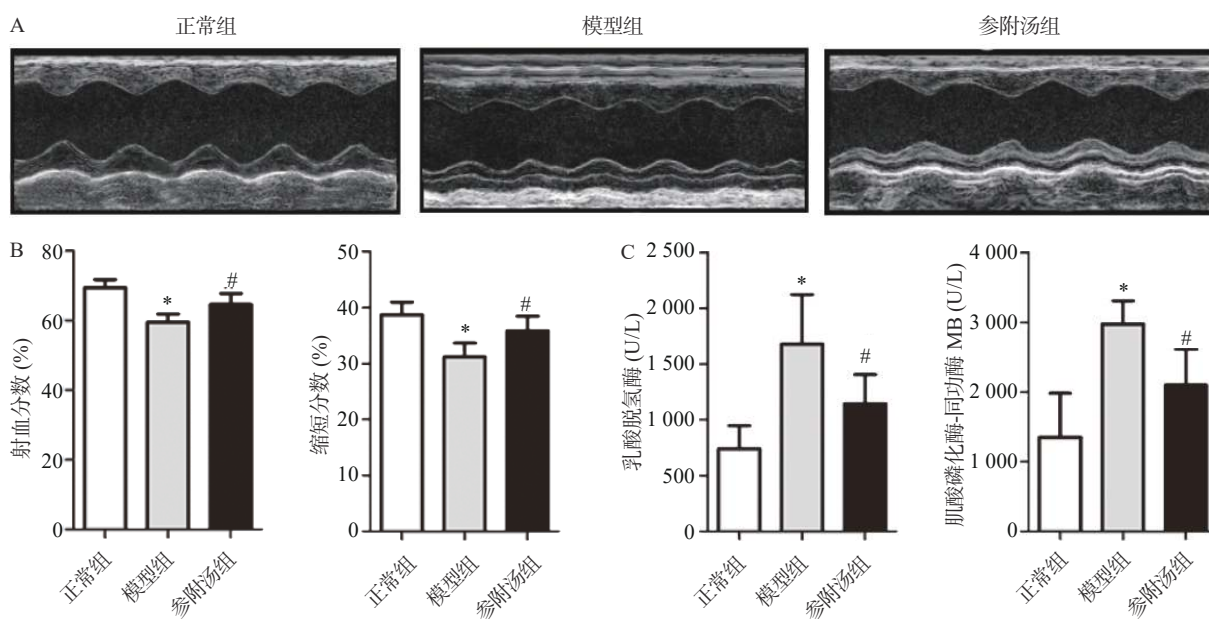 A
正常组
模型组
参附汤组
B
射血分数 (%)
80
60
40
20
0
*
#
正常组
模型组
参附汤组
缩短分数 (%)
50
40
30
20
10
0
*
#
正常组
模型组
参附汤组
C
乳酸脱氢酶 (U/L)
2 500
2 000
1 500
1 000
500
0
*
#
正常组
模型组
参附汤组
肌酸磷化酶-同功酶 MB (U/L)
4 000
3 000
2 000
1 000
0
*
#
正常组
模型组
参附汤组